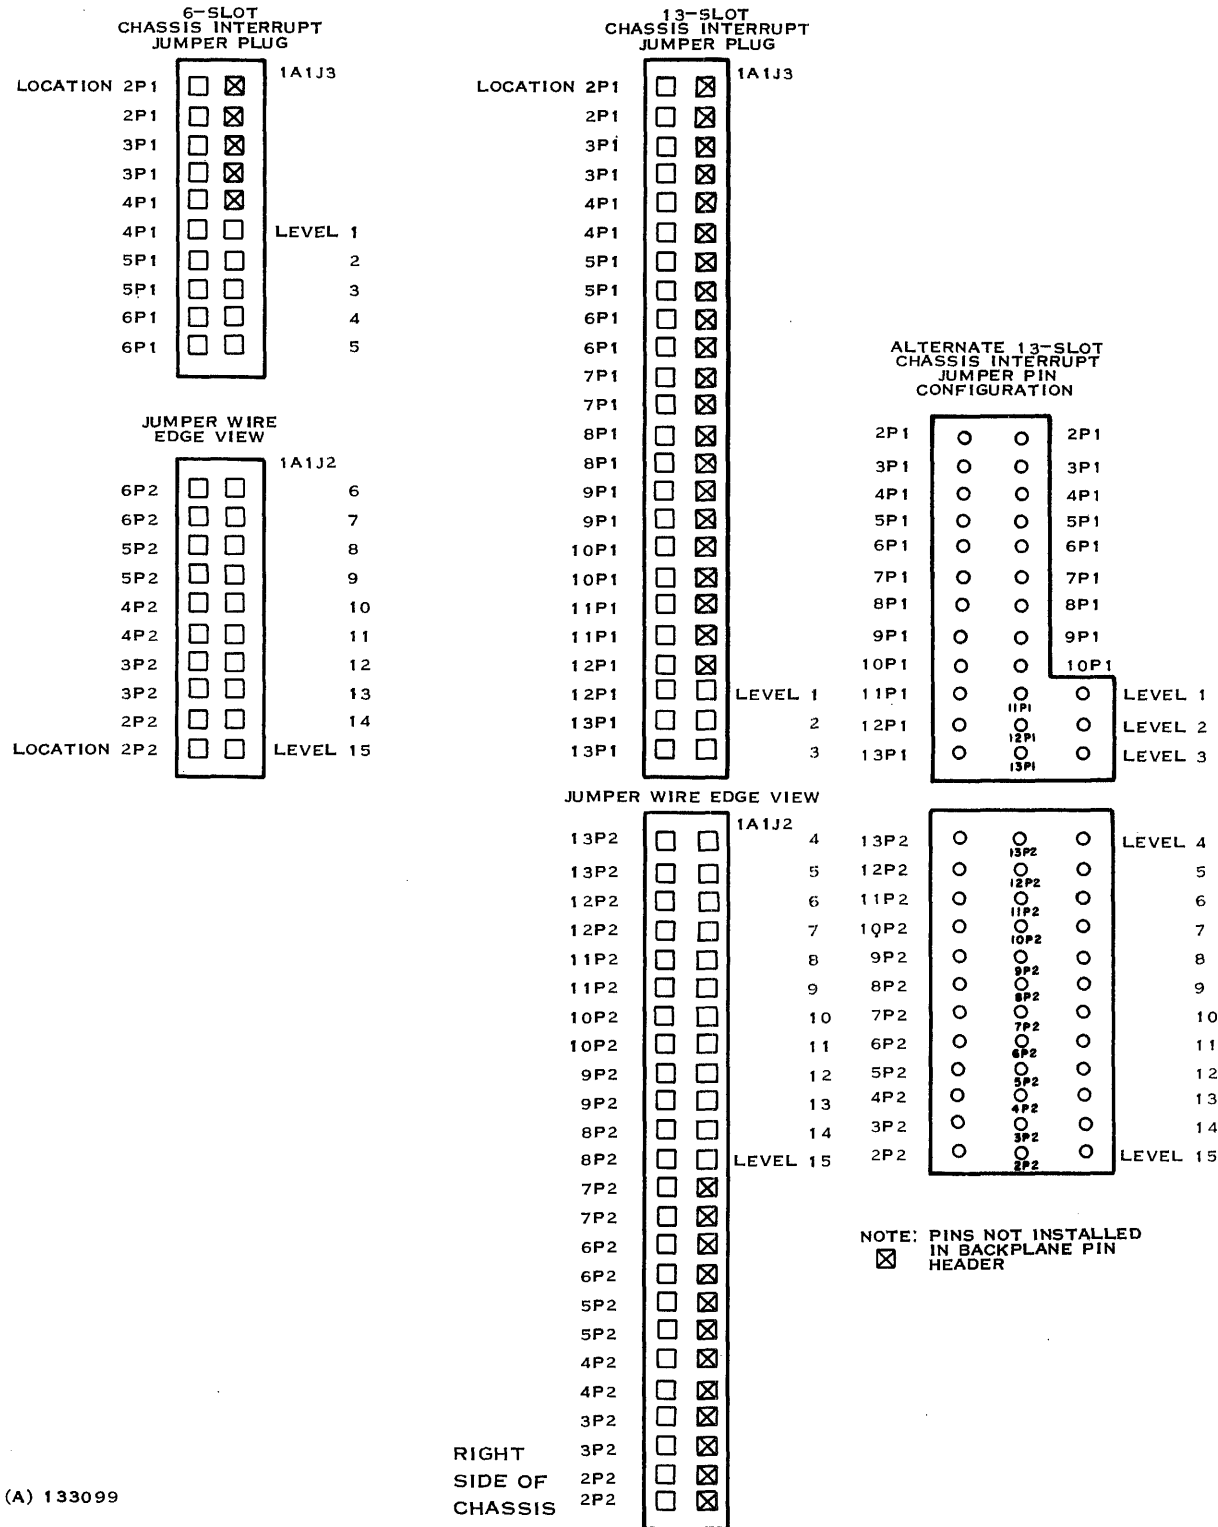 6-SLOT
CHASSIS INTERRUPT
JUMPER PLUG
1A1J3
LOCATION 2P1
2P1
3P1
3P1
4P1
4P1 LEVEL 1
5P1 2
5P1 3
6P1 4
6P1 5
JUMPER WIRE
EDGE VIEW
1A1J2
6P2 6
6P2 7
5P2 8
5P2 9
4P2 10
4P2 11
3P2 12
3P2 13
2P2 14
LOCATION 2P2 LEVEL 15
13-SLOT
CHASSIS INTERRUPT
JUMPER PLUG
1A1J3
LOCATION 2P1
2P1
3P1
3P1
4P1
4P1
5P1
5P1
6P1
6P1
7P1
7P1
8P1
8P1
9P1
9P1
10P1
10P1
11P1
11P1
12P1
12P1 LEVEL 1
13P1 2
13P1 3
JUMPER WIRE EDGE VIEW
1A1J2
13P2 4
13P2 5
12P2 6
12P2 7
11P2 8
11P2 9
10P2 10
10P2 11
9P2 12
9P2 13
8P2 14
8P2 LEVEL 15
7P2
7P2
6P2
6P2
5P2
5P2
4P2
4P2
3P2
3P2
2P2
2P2
RIGHT
SIDE OF
CHASSIS
ALTERNATE 13-SLOT
CHASSIS INTERRUPT
JUMPER PIN
CONFIGURATION
2P1 2P1
3P1 3P1
4P1 4P1
5P1 5P1
6P1 6P1
7P1 7P1
8P1 8P1
9P1 9P1
10P1 10P1
11P1 11P1 LEVEL 1
12P1 12P1 LEVEL 2
13P1 13P1 LEVEL 3
13P2 13P2 LEVEL 4
12P2 12P2 5
11P2 11P2 6
10P2 10P2 7
9P2 9P2 8
8P2 8P2 9
7P2 7P2 10
6P2 6P2 11
5P2 5P2 12
4P2 4P2 13
3P2 3P2 14
2P2 2P2 LEVEL 15
NOTE: PINS NOT INSTALLED
IN BACKPLANE PIN
HEADER
(A) 133099